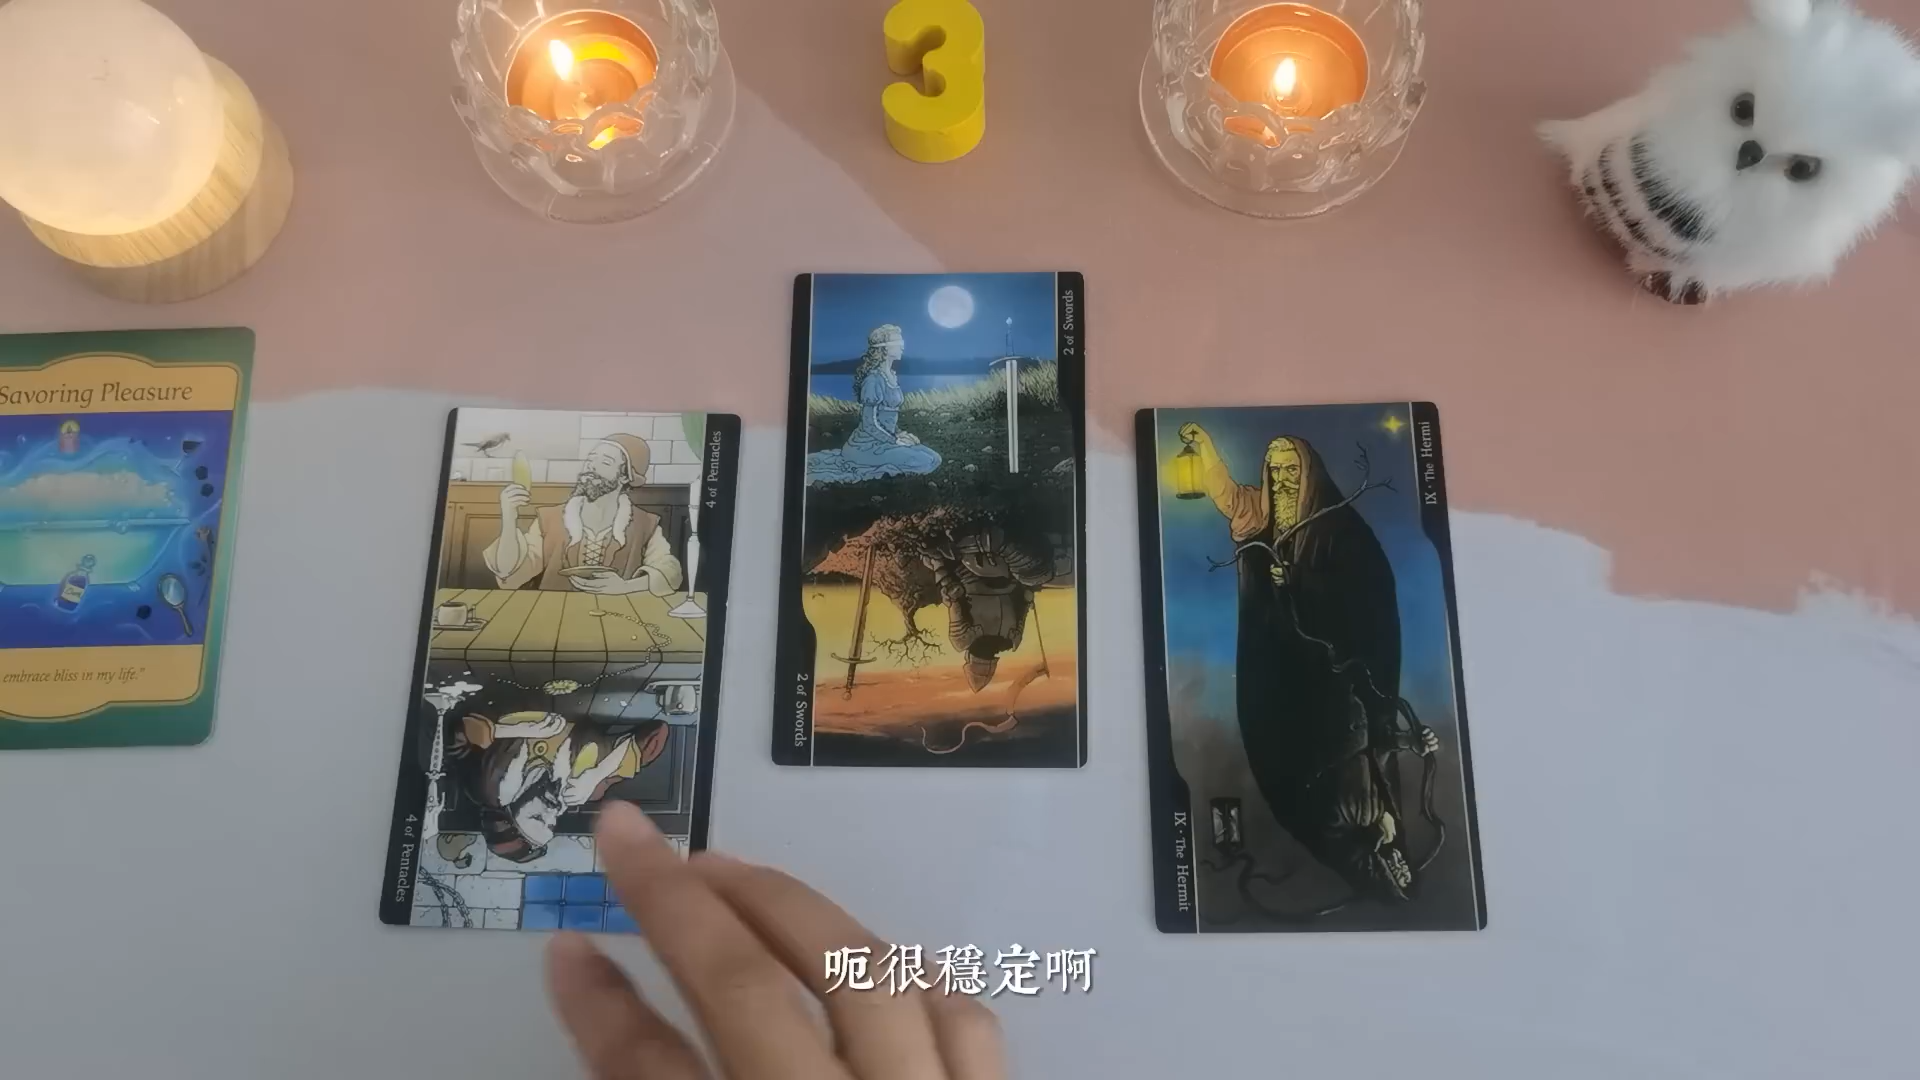 3
Savoring Pleasure
embrace bliss in my life."
4 of Pentacles
4 of Pentacles
2 of Swords
2 of Swords
IX · The Hermi
IX · The Hermit
呃很穩定啊